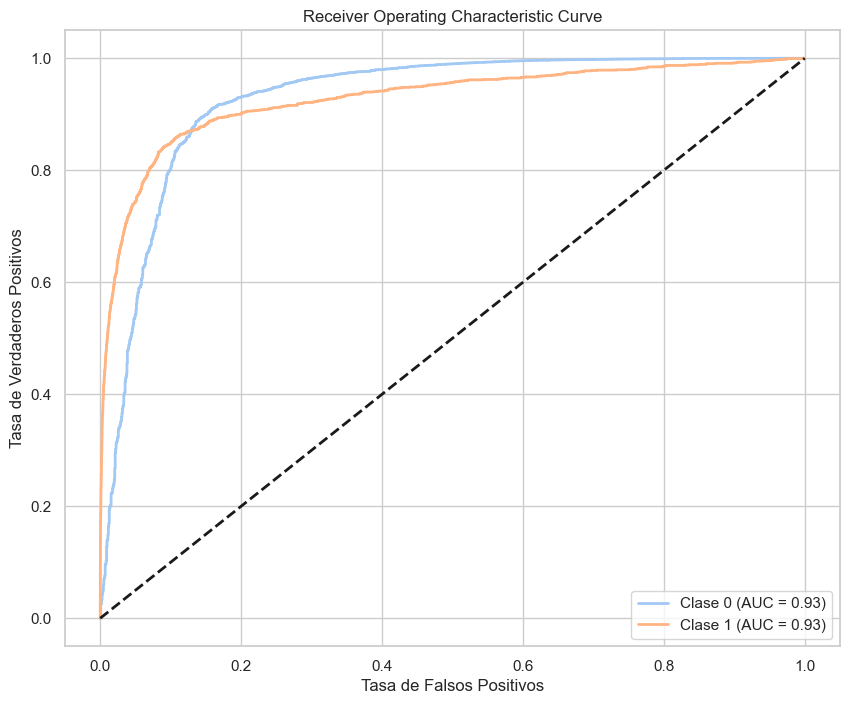 Receiver Operating Characteristic Curve
Tasa de Verdaderos Positivos
1.0
0.8
0.6
0.4
0.2
0.0
0.0 0.2 0.4 0.6 0.8 1.0
Tasa de Falsos Positivos
Clase 0 (AUC = 0.93)
Clase 1 (AUC = 0.93)